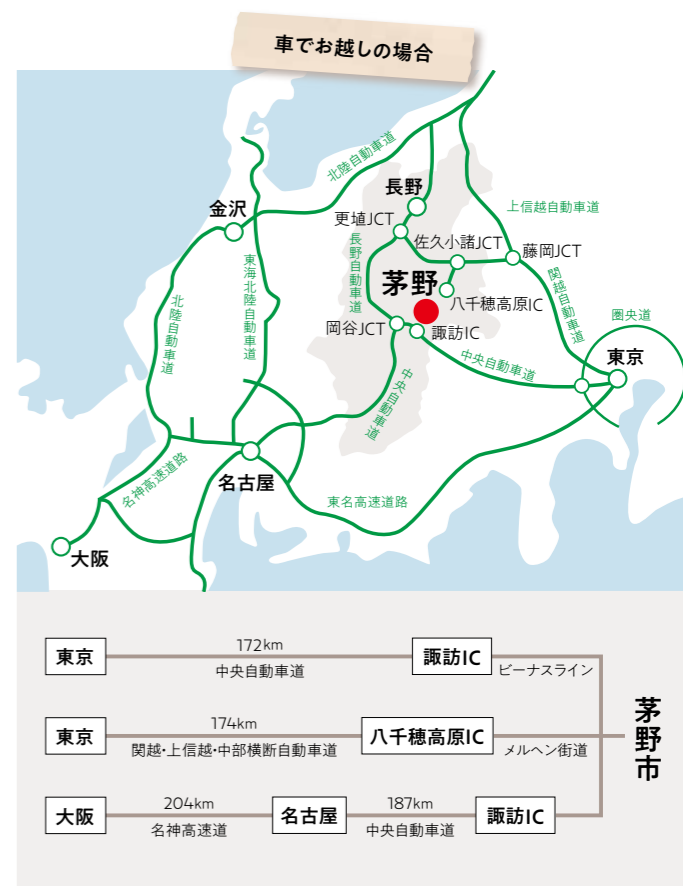 車でお越しの場合
北陸自動車道
長野
金沢
更埴JCT
上信越自動車道
佐久小諸JCT
藤岡JCT
長野自動車道
東海北陸自動車道
茅野
関越自動車道
北陸自動車道
八千穂高原IC
圏央道
岡谷JCT
諏訪IC
中央自動車道
東京
中央自動車道
名神高速道路
名古屋
東名高速道路
大阪
東京
172km
中央自動車道
諏訪IC
ビーナスライン
東京
174km
関越・上信越・中部横断自動車道
八千穂高原IC
メルヘン街道
大阪
204km
名神高速道
名古屋
187km
中央自動車道
諏訪IC
茅野市